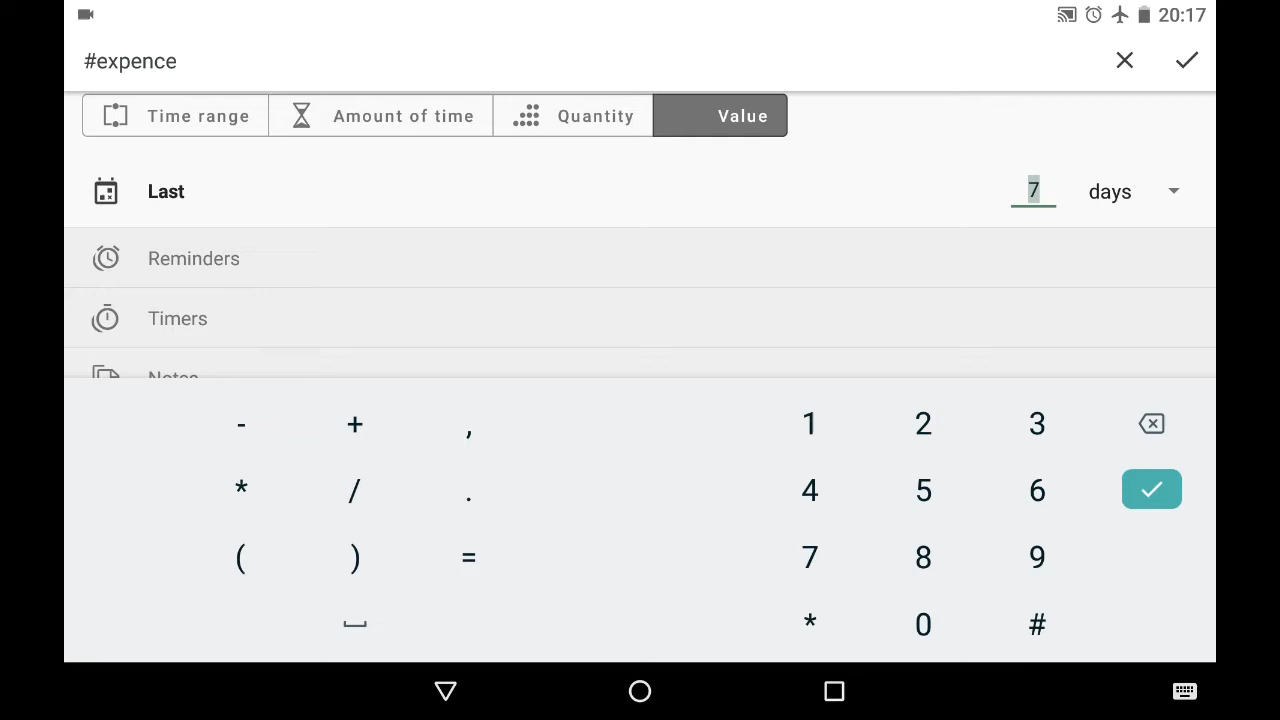 20:17
#expence
Time range Amount of time Quantity Value
Last 7 days
Reminders
Timers
Notes
- + , 1 2 3
* / . 4 5 6
( ) = 7 8 9
* 0 #